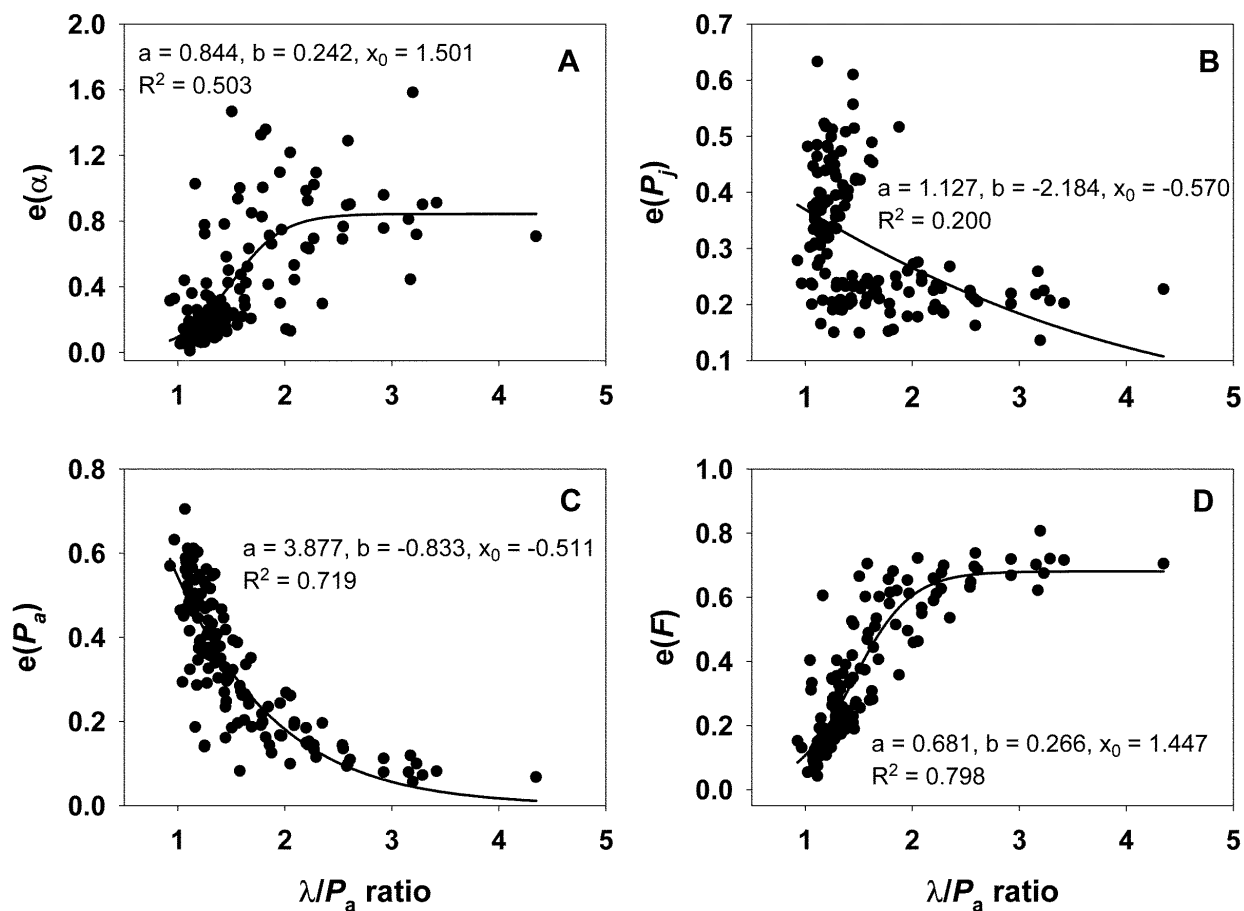 a = 0.844, b = 0.242, x₀ = 1.501
R² = 0.503
A
e(α)
2.0
1.6
1.2
0.8
0.4
0.0
1 2 3 4 5
B
a = 1.127, b = -2.184, x₀ = -0.570
R² = 0.200
e(Pⱼ)
0.7
0.6
0.5
0.4
0.3
0.2
0.1
1 2 3 4 5
C
a = 3.877, b = -0.833, x₀ = -0.511
R² = 0.719
e(Pₐ)
0.8
0.6
0.4
0.2
0.0
1 2 3 4 5
λ/Pₐ ratio
D
a = 0.681, b = 0.266, x₀ = 1.447
R² = 0.798
e(F)
1.0
0.8
0.6
0.4
0.2
0.0
1 2 3 4 5
λ/Pₐ ratio